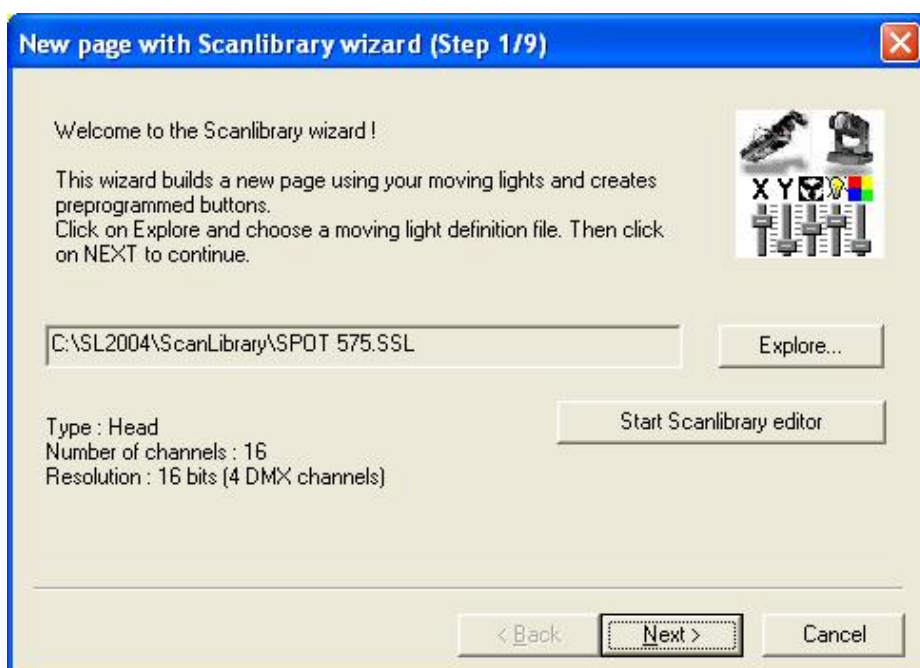 New page with Scanlibrary wizard (Step 1/9)
Welcome to the Scanlibrary wizard !
This wizard builds a new page using your moving lights and creates
preprogrammed buttons.
Click on Explore and choose a moving light definition file. Then click
on NEXT to continue.
X Y
C:\SL2004\ScanLibrary\SPOT 575.SSL
Explore...
Start Scanlibrary editor
Type : Head
Number of channels : 16
Resolution : 16 bits (4 DMX channels)
< Back
Next >
Cancel